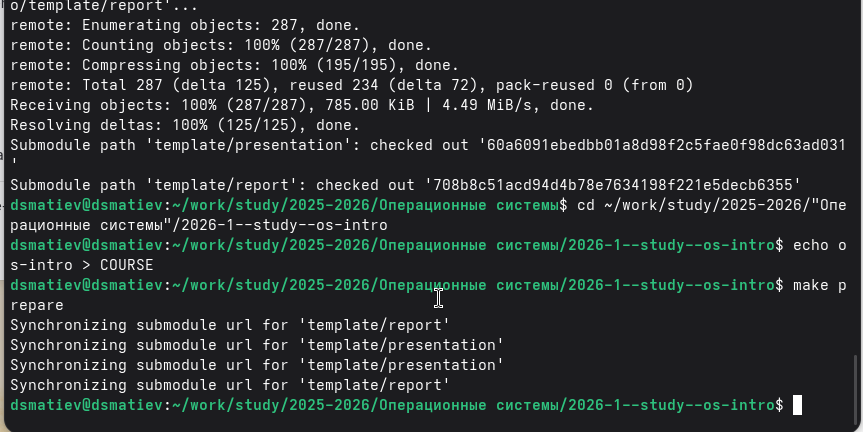 o/template/report'...
remote: Enumerating objects: 287, done.
remote: Counting objects: 100% (287/287), done.
remote: Compressing objects: 100% (195/195), done.
remote: Total 287 (delta 125), reused 234 (delta 72), pack-reused 0 (from 0)
Receiving objects: 100% (287/287), 785.00 KiB | 4.49 MiB/s, done.
Resolving deltas: 100% (125/125), done.
Submodule path 'template/presentation': checked out '60a6091ebedbb01a8d98f2c5fae0f98dc63ad031
'
Submodule path 'template/report': checked out '708b8c51acd94d4b78e7634198f221e5decb6355'
dsmatiev@dsmatiev:~/work/study/2025-2026/Операционные системы$ cd ~/work/study/2025-2026/"Опе
рационные системы"/2026-1--study--os-intro
dsmatiev@dsmatiev:~/work/study/2025-2026/Операционные системы/2026-1--study--os-intro$ echo o
s-intro > COURSE
dsmatiev@dsmatiev:~/work/study/2025-2026/Операционные системы/2026-1--study--os-intro$ make p
repare
Synchronizing submodule url for 'template/report'
Synchronizing submodule url for 'template/presentation'
Synchronizing submodule url for 'template/presentation'
Synchronizing submodule url for 'template/report'
dsmatiev@dsmatiev:~/work/study/2025-2026/Операционные системы/2026-1--study--os-intro$